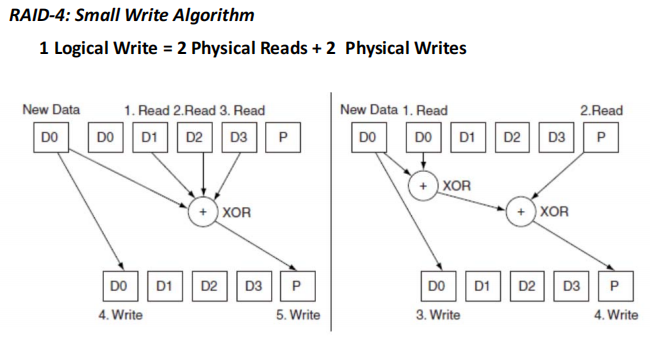 RAID-4: Small Write Algorithm
1 Logical Write = 2 Physical Reads + 2 Physical Writes
New Data 1. Read 2.Read 3. Read
D0 D0 D1 D2 D3 P
+ XOR
D0 D1 D2 D3 P
4. Write 5. Write
New Data 1. Read 2.Read
D0 D0 D1 D2 D3 P
+ XOR + XOR
D0 D1 D2 D3 P
3. Write 4. Write